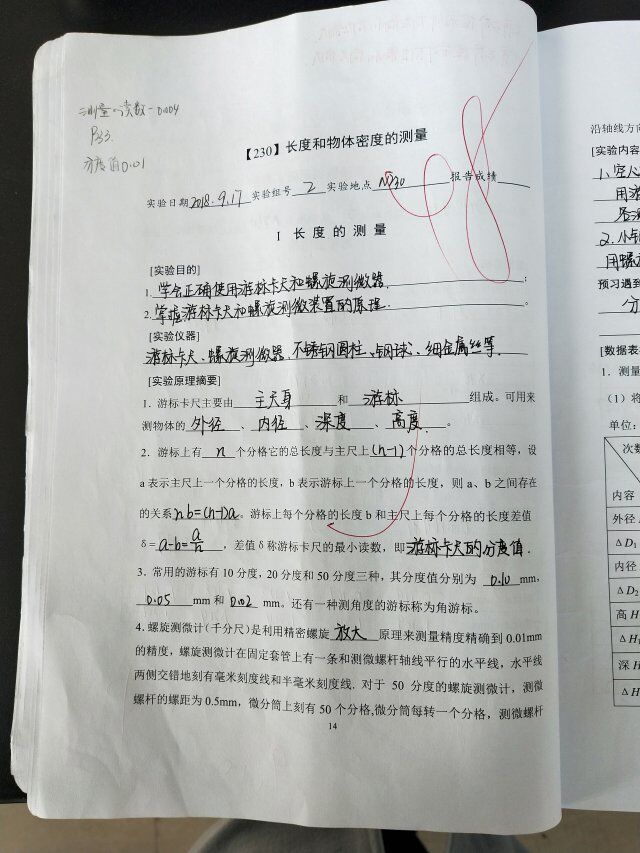 测量的读数-0.004
P33.
分度值0.01
【230】长度和物体密度的测量
实验日期2018.9.17实验组号 2 实验地点 N230 报告成绩
98
I 长度的测量
[实验目的]
1.学会正确使用游标卡尺和螺旋测微器;
2.掌握游标卡尺和螺旋测微装置的原理。
[实验仪器]
游标卡尺、螺旋测微器、不锈钢圆柱、钢球、细金属丝等.
[实验原理摘要]
1. 游标卡尺主要由 主尺身 和 游标 组成。可用来
测物体的 外径 、内径 、深度 、高度 。
2. 游标上有 n 个分格它的总长度与主尺上(n-1)个分格的总长度相等，设
a 表示主尺上一个分格的长度，b 表示游标上一个分格的长度，则 a、b 之间存在
的关系nb=(n-1)a。游标上每个分格的长度 b 和主尺上每个分格的长度差值
δ= a-b=a/n ，差值 δ 称游标卡尺的最小读数，即游标卡尺的分度值.
3. 常用的游标有 10 分度，20 分度和 50 分度三种，其分度值分别为 0.10 mm,
0.05 mm 和 0.02 mm。还有一种测角度的游标称为角游标。
4. 螺旋测微计（千分尺）是利用精密螺旋 放大 原理来测量精度精确到 0.01mm
的精度，螺旋测微计在固定套管上有一条和测微螺杆轴线平行的水平线，水平线
两侧交错地刻有毫米刻度线和半毫米刻度线. 对于 50 分度的螺旋测微计，测微
螺杆的螺距为 0.5mm，微分筒上刻有 50 个分格,微分筒每转一个分格，测微螺杆
14
沿轴线方向
[实验内容
1.空心
用游
各测
2.小钢
用螺
预习遇到
分
[数据表
1．测量
（1）将
单位：
次数
内容
外径
Δ D₁
内径
Δ D₂
高 H
Δ H
深 H
Δ H